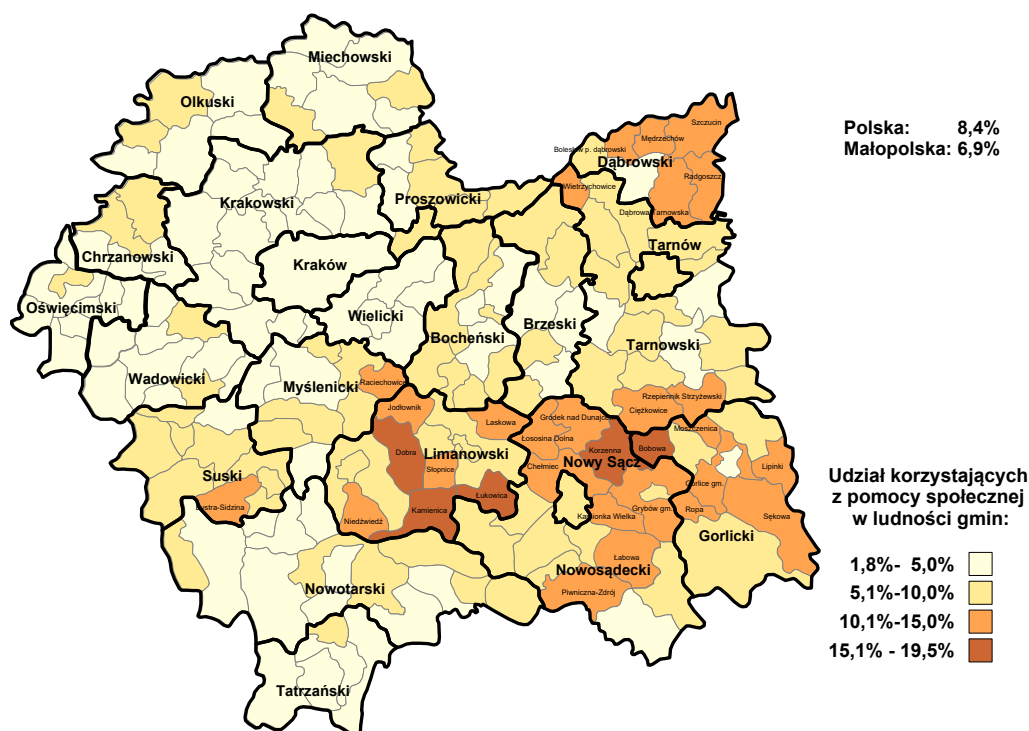 Miechowski
Olkuski
Szczucin
Mędrzechów
Bolesław p. dąbrowski
Dąbrowski
Radgoszcz
Wietrzychowice
Proszowicki
Krakowski
Dąbrowa Tarnowska
Tarnów
Chrzanowski
Kraków
Oświęcimski
Wielicki
Brzeski
Bocheński
Tarnowski
Wadowicki
Myślenicki
Raciechowice
Rzepiennik Strzyżewski
Jodłownik
Ciężkowice
Gródek nad Dunajcem
Laskowa
Moszczenica
Łososina Dolna
Dobra
Limanowski
Korzenna
Bobowa
Nowy Sącz
Chełmiec
Słopnice
Lipinki
Suski
Łukowica
Gorlice gm.
Bystra-Sidzina
Kamienica
Grybów gm.
Ropa
Niedźwiedź
Kamionka Wielka
Sękowa
Gorlicki
Łabowa
Nowosądecki
Nowotarski
Piwniczna-Zdrój
Tatrzański
Polska: 8,4%
Małopolska: 6,9%
Udział korzystających
z pomocy społecznej
w ludności gmin:
1,8%- 5,0%
5,1%-10,0%
10,1%-15,0%
15,1% - 19,5%